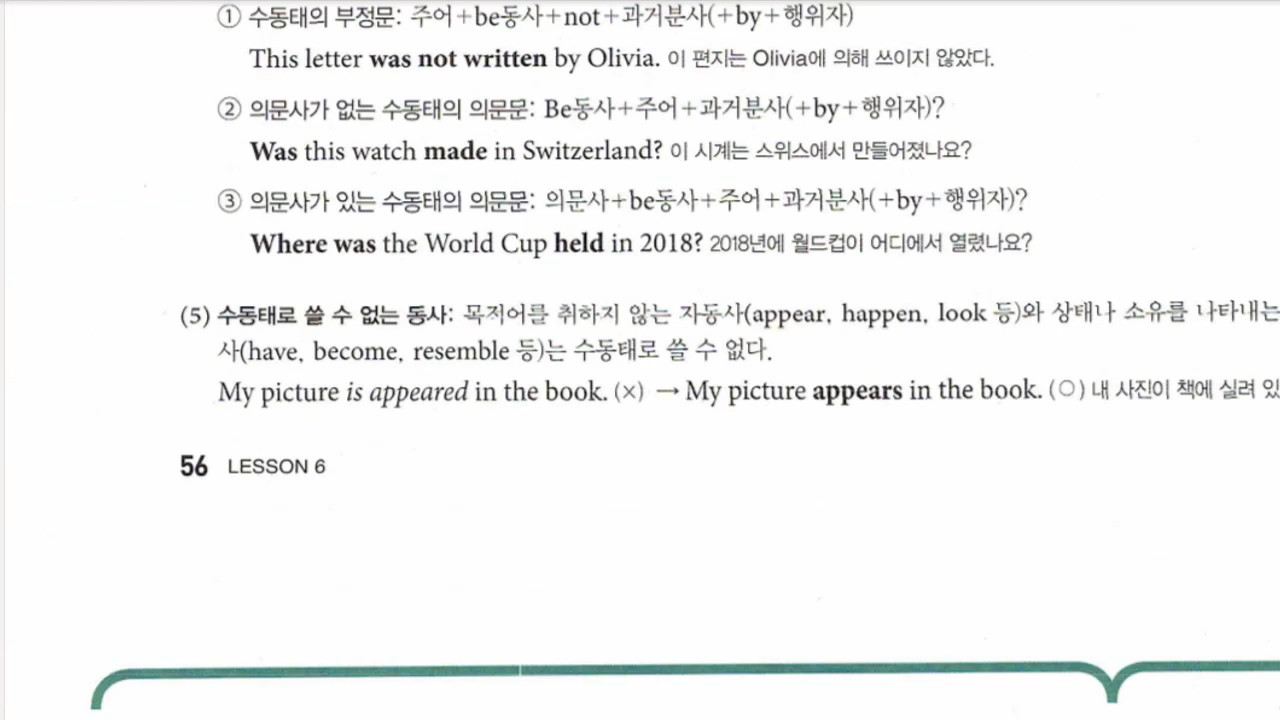 ① 수동태의 부정문: 주어+be동사+not+과거분사(+by+행위자)
This letter was not written by Olivia. 이 편지는 Olivia에 의해 쓰이지 않았다.
② 의문사가 없는 수동태의 의문문: Be동사+주어+과거분사(+by+행위자)?
Was this watch made in Switzerland? 이 시계는 스위스에서 만들어졌나요?
③ 의문사가 있는 수동태의 의문문: 의문사+be동사+주어+과거분사(+by+행위자)?
Where was the World Cup held in 2018? 2018년에 월드컵이 어디에서 열렸나요?
(5) 수동태로 쓸 수 없는 동사: 목적어를 취하지 않는 자동사(appear, happen, look 등)와 상태나 소유를 나타내는
사(have, become, resemble 등)는 수동태로 쓸 수 없다.
My picture is appeared in the book. (×) → My picture appears in the book. (○) 내 사진이 책에 실려 있
56 LESSON 6